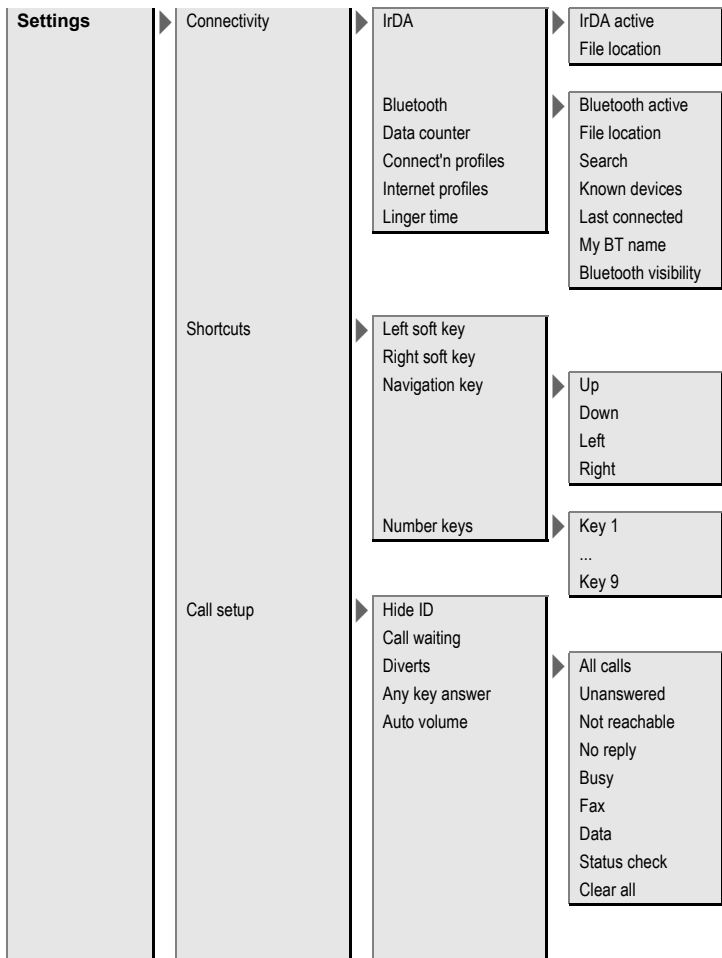 Settings
Connectivity
IrDA
IrDA active
File location
Bluetooth
Data counter
Connect'n profiles
Internet profiles
Linger time
Bluetooth active
File location
Search
Known devices
Last connected
My BT name
Bluetooth visibility
Shortcuts
Left soft key
Right soft key
Navigation key
Up
Down
Left
Right
Number keys
Key 1
...
Key 9
Call setup
Hide ID
Call waiting
Diverts
Any key answer
Auto volume
All calls
Unanswered
Not reachable
No reply
Busy
Fax
Data
Status check
Clear all